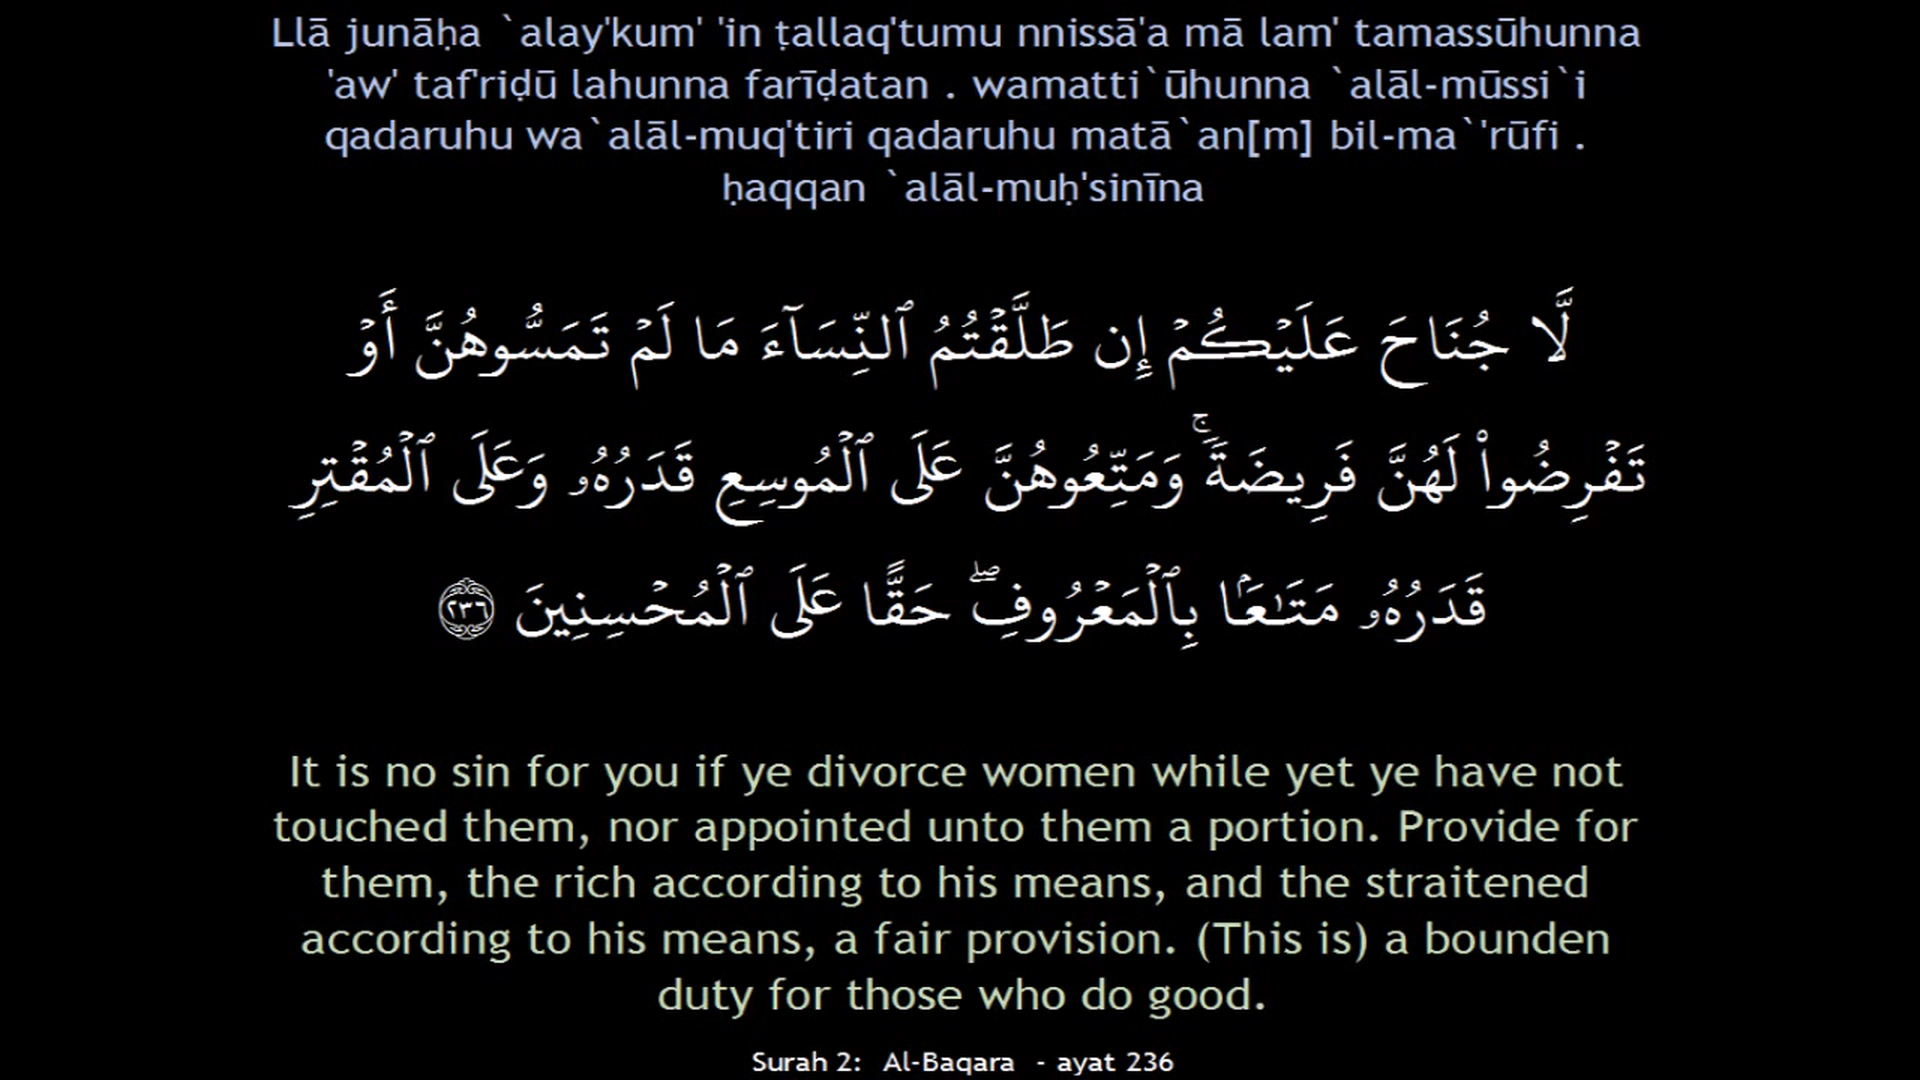 Llā junāḥa `alay'kum' 'in ṭallaq'tumu nnissā'a mā lam' tamassūhunna
'aw' taf'riḍū lahunna farīḍatan . wamatti`ūhunna `alāl-mūssi`i
qadaruhu wa`alāl-muq'tiri qadaruhu matā`an[m] bil-ma`'rūfi .
ḥaqqan `alāl-muḥ'sinīna
لَّا جُنَاحَ عَلَيْكُمْ إِن طَلَّقْتُمُ ٱلنِّسَآءَ مَا لَمْ تَمَسُّوهُنَّ أَوْ
تَفْرِضُوا۟ لَهُنَّ فَرِيضَةً ۚ وَمَتِّعُوهُنَّ عَلَى ٱلْمُوسِعِ قَدَرُهُۥ وَعَلَى ٱلْمُقْتِرِ
قَدَرُهُۥ مَتَـٰعًۢا بِٱلْمَعْرُوفِ ۖ حَقًّا عَلَى ٱلْمُحْسِنِينَ ٢٣٦
It is no sin for you if ye divorce women while yet ye have not
touched them, nor appointed unto them a portion. Provide for
them, the rich according to his means, and the straitened
according to his means, a fair provision. (This is) a bounden
duty for those who do good.
Surah 2: Al-Baqara - ayat 236